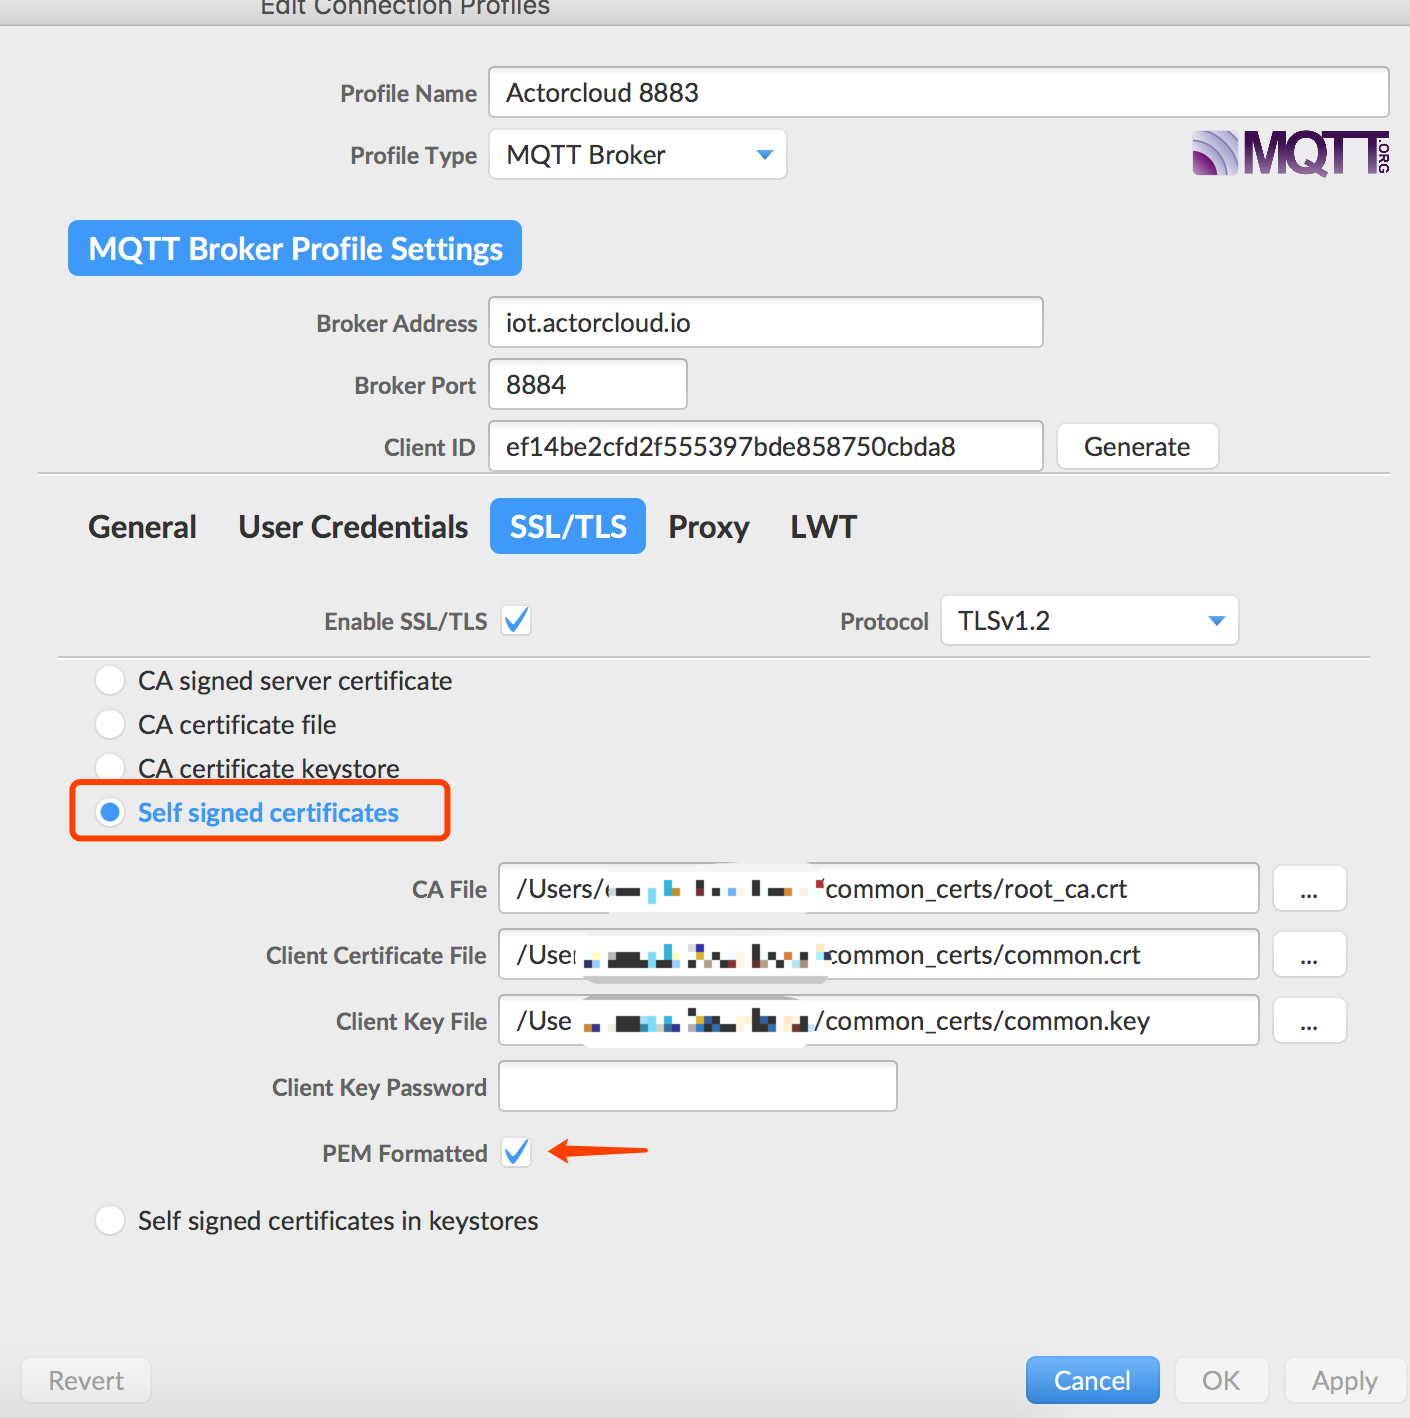 Edit Connection Profiles
Profile Name Actorcloud 8883
Profile Type MQTT Broker
MQTT.ORG
MQTT Broker Profile Settings
Broker Address iot.actorcloud.io
Broker Port 8884
Client ID ef14be2cfd2f555397bde858750cbda8 Generate
General User Credentials SSL/TLS Proxy LWT
Enable SSL/TLS Protocol TLSv1.2
CA signed server certificate
CA certificate file
CA certificate keystore
Self signed certificates
CA File /Users/ /common_certs/root_ca.crt ...
Client Certificate File /User common_certs/common.crt ...
Client Key File /Use /common_certs/common.key ...
Client Key Password
PEM Formatted
Self signed certificates in keystores
Revert Cancel OK Apply